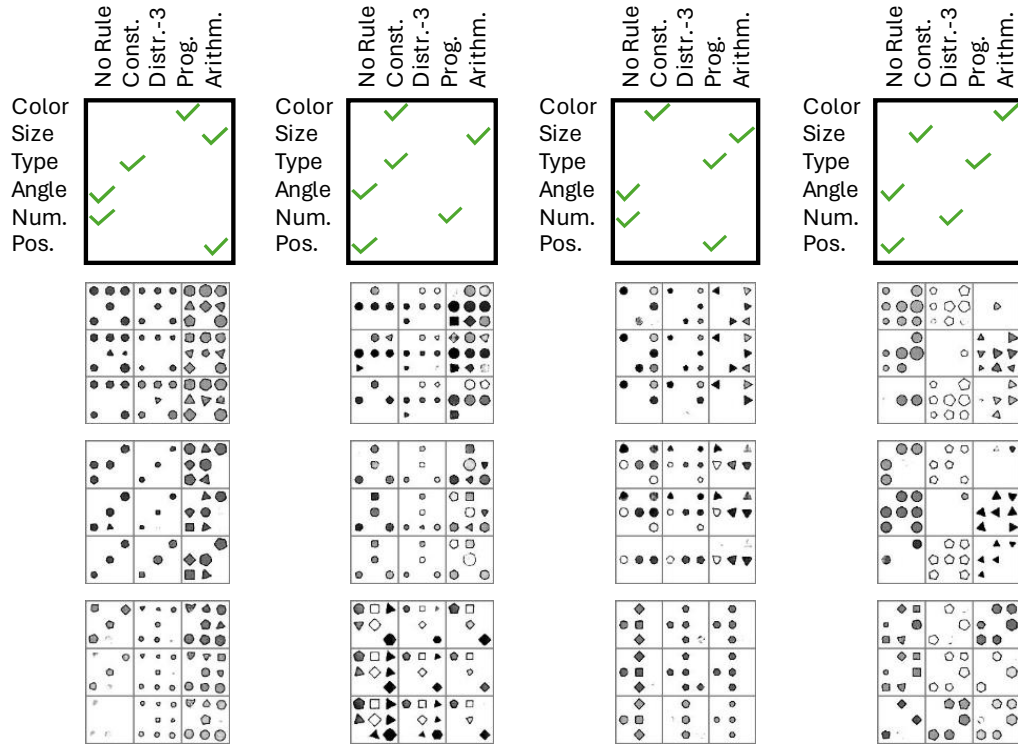 No Rule
Const.
Distr.-3
Prog.
Arithm.
No Rule
Const.
Distr.-3
Prog.
Arithm.
No Rule
Const.
Distr.-3
Prog.
Arithm.
No Rule
Const.
Distr.-3
Prog.
Arithm.
Color
Size
Type
Angle
Num.
Pos.
Color
Size
Type
Angle
Num.
Pos.
Color
Size
Type
Angle
Num.
Pos.
Color
Size
Type
Angle
Num.
Pos.